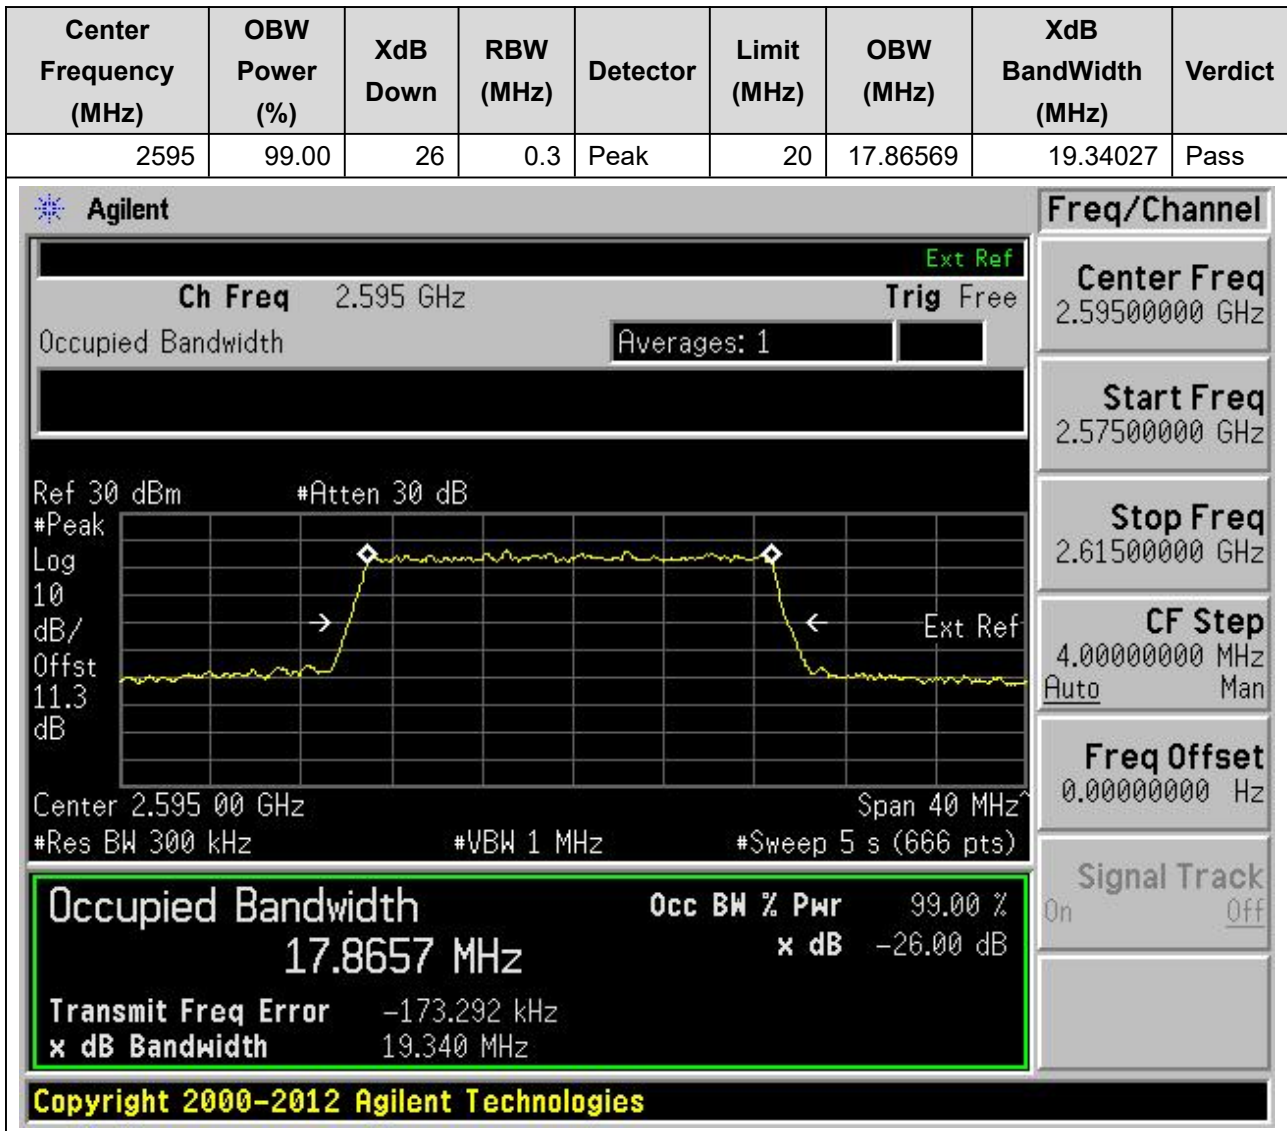 Center Frequency (MHz) OBW Power (%) XdB Down RBW (MHz) Detector Limit (MHz) OBW (MHz) XdB BandWidth (MHz) Verdict
2595 99.00 26 0.3 Peak 20 17.86569 19.34027 Pass
Agilent
Freq/Channel
Ext Ref
Ch Freq 2.595 GHz Trig Free
Occupied Bandwidth Averages: 1
Center Freq
2.59500000 GHz
Start Freq
2.57500000 GHz
Stop Freq
2.61500000 GHz
CF Step
4.00000000 MHz
Auto Man
Freq Offset
0.00000000 Hz
Signal Track
On Off
Ref 30 dBm #Atten 30 dB
#Peak
Log
10
dB/
Offst
11.3
dB
Ext Ref
Center 2.595 00 GHz Span 40 MHz^
#Res BW 300 kHz #VBW 1 MHz #Sweep 5 s (666 pts)
Occupied Bandwidth
17.8657 MHz
Occ BW % Pwr 99.00 %
x dB -26.00 dB
Transmit Freq Error -173.292 kHz
x dB Bandwidth 19.340 MHz
Copyright 2000-2012 Agilent Technologies